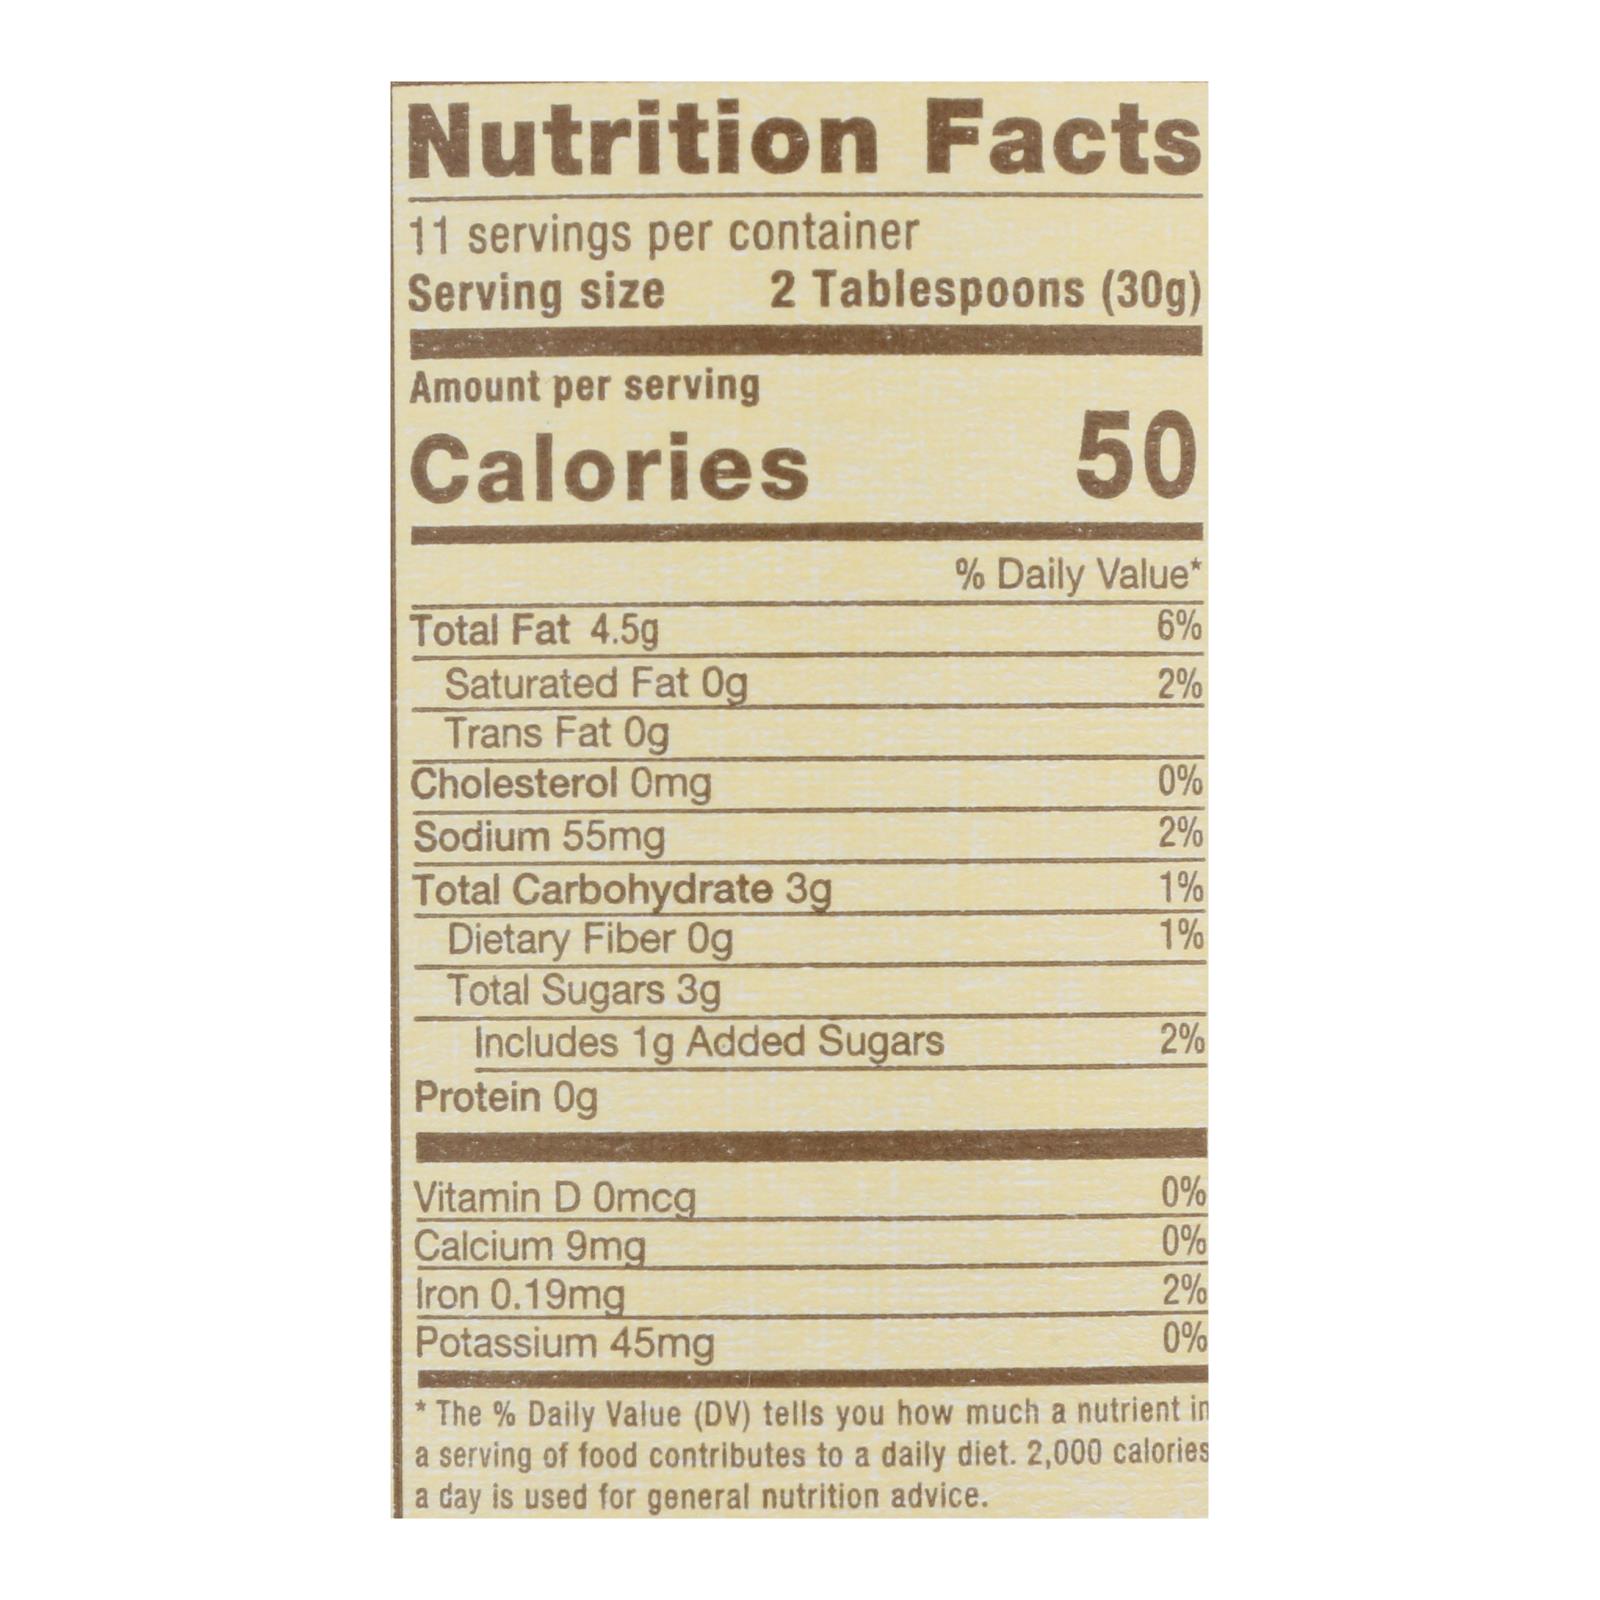 Nutrition Facts
11 servings per container
Serving size 2 Tablespoons (30g)
Amount per serving
Calories 50
% Daily Value*
Total Fat 4.5g 6%
Saturated Fat 0g 2%
Trans Fat 0g
Cholesterol 0mg 0%
Sodium 55mg 2%
Total Carbohydrate 3g 1%
Dietary Fiber 0g 1%
Total Sugars 3g
Includes 1g Added Sugars 2%
Protein 0g
Vitamin D 0mcg 0%
Calcium 9mg 0%
Iron 0.19mg 2%
Potassium 45mg 0%
* The % Daily Value (DV) tells you how much a nutrient in
a serving of food contributes to a daily diet. 2,000 calories
a day is used for general nutrition advice.